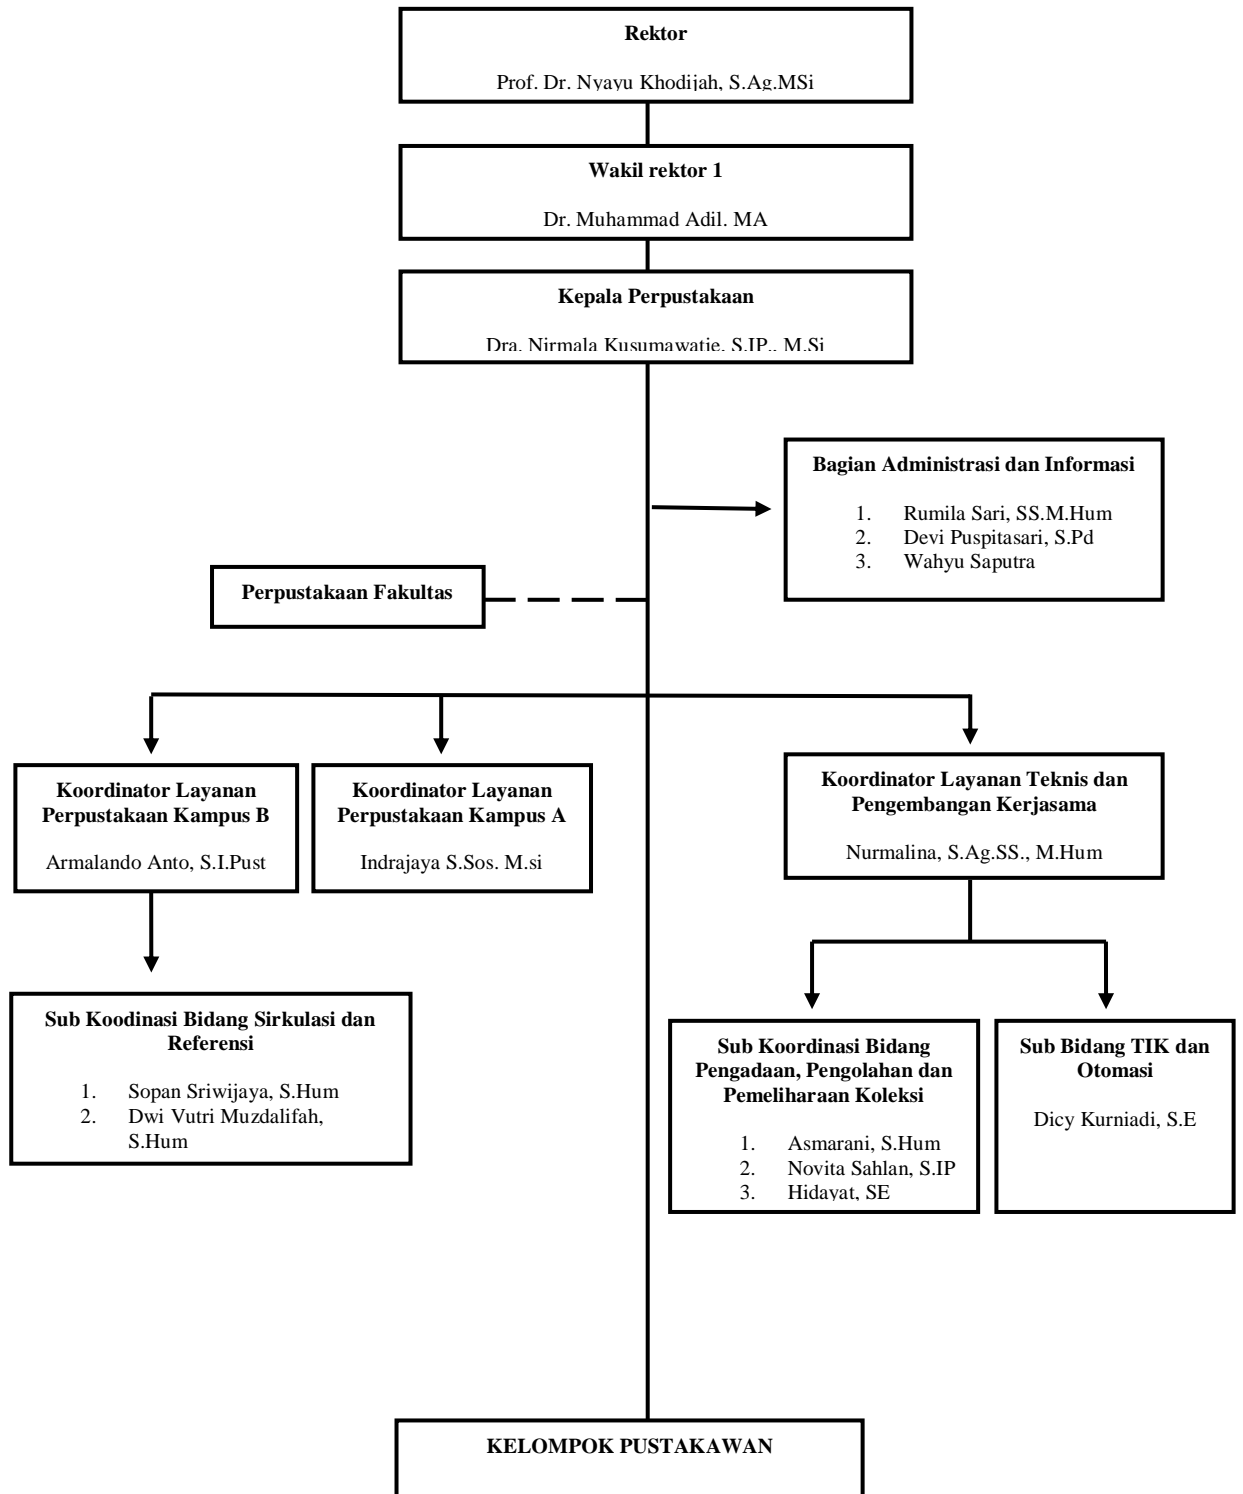 Rektor
Prof. Dr. Nyayu Khodijah, S.Ag.MSi
Wakil rektor 1
Dr. Muhammad Adil. MA
Kepala Perpustakaan
Dra. Nirmala Kusumawatie, S.IP., M.Si
Bagian Administrasi dan Informasi
1. Rumila Sari, SS.M.Hum
2. Devi Puspitasari, S.Pd
3. Wahyu Saputra
Perpustakaan Fakultas
Koordinator Layanan
Perpustakaan Kampus B
Armalando Anto, S.I.Pust
Koordinator Layanan
Perpustakaan Kampus A
Indrajaya S.Sos. M.si
Koordinator Layanan Teknis dan
Pengembangan Kerjasama
Nurmalina, S.Ag.SS., M.Hum
Sub Koodinasi Bidang Sirkulasi dan
Referensi
1. Sopan Sriwijaya, S.Hum
2. Dwi Vutri Muzdalifah,
S.Hum
Sub Koordinasi Bidang
Pengadaan, Pengolahan dan
Pemeliharaan Koleksi
1. Asmarani, S.Hum
2. Novita Sahlan, S.IP
3. Hidayat, SE
Sub Bidang TIK dan
Otomasi
Dicy Kurniadi, S.E
KELOMPOK PUSTAKAWAN